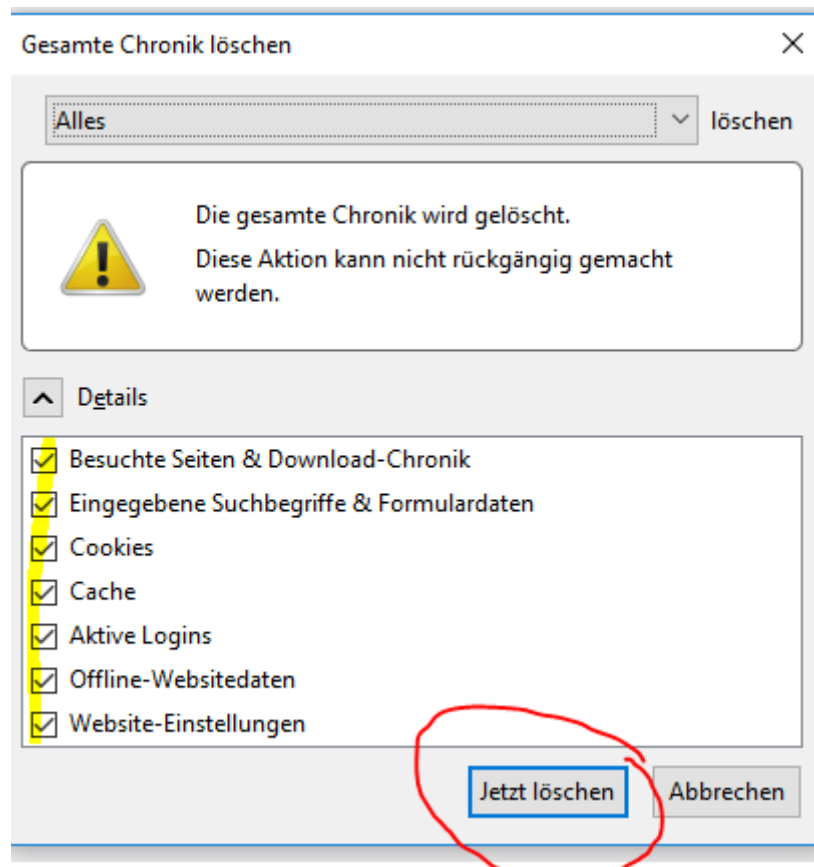 Gesamte Chronik löschen
Alles löschen
Die gesamte Chronik wird gelöscht.
Diese Aktion kann nicht rückgängig gemacht
werden.
Details
Besuchte Seiten & Download-Chronik
Eingegebene Suchbegriffe & Formulardaten
Cookies
Cache
Aktive Logins
Offline-Websitedaten
Website-Einstellungen
Jetzt löschen Abbrechen